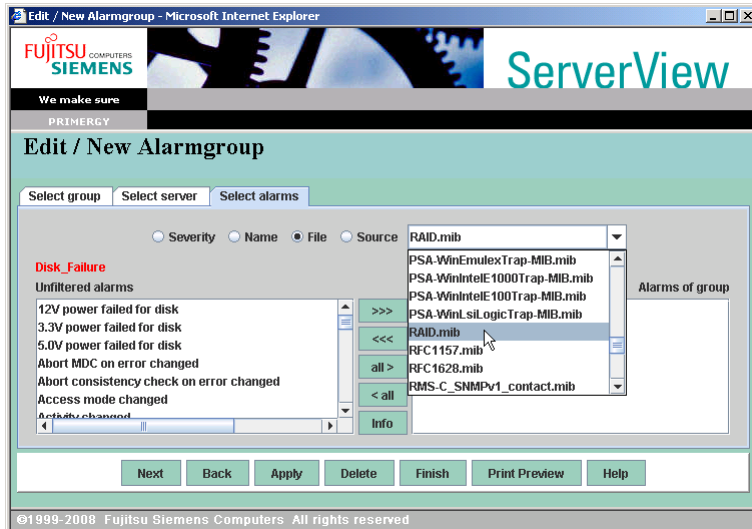 Edit / New Alarmgroup - Microsoft Internet Explorer
FUJITSU COMPUTERS
SIEMENS
ServerView
We make sure
PRIMERGY
Edit / New Alarmgroup
Select group Select server Select alarms
Severity Name File Source RAID.mib
Disk_Failure
Unfiltered alarms
Alarms of group
12V power failed for disk
3.3V power failed for disk
5.0V power failed for disk
Abort MDC on error changed
Abort consistency check on error changed
Access mode changed
Activity changed
>>>
<<<
all >
< all
Info
PSA-WinEmulexTrap-MIB.mib
PSA-WinIntelE1000Trap-MIB.mib
PSA-WinIntelE100Trap-MIB.mib
PSA-WinLsiLogicTrap-MIB.mib
RAID.mib
RFC1157.mib
RFC1628.mib
RMS-C_SNMPv1_contact.mib
Next Back Apply Delete Finish Print Preview Help
©1999-2008 Fujitsu Siemens Computers All rights reserved